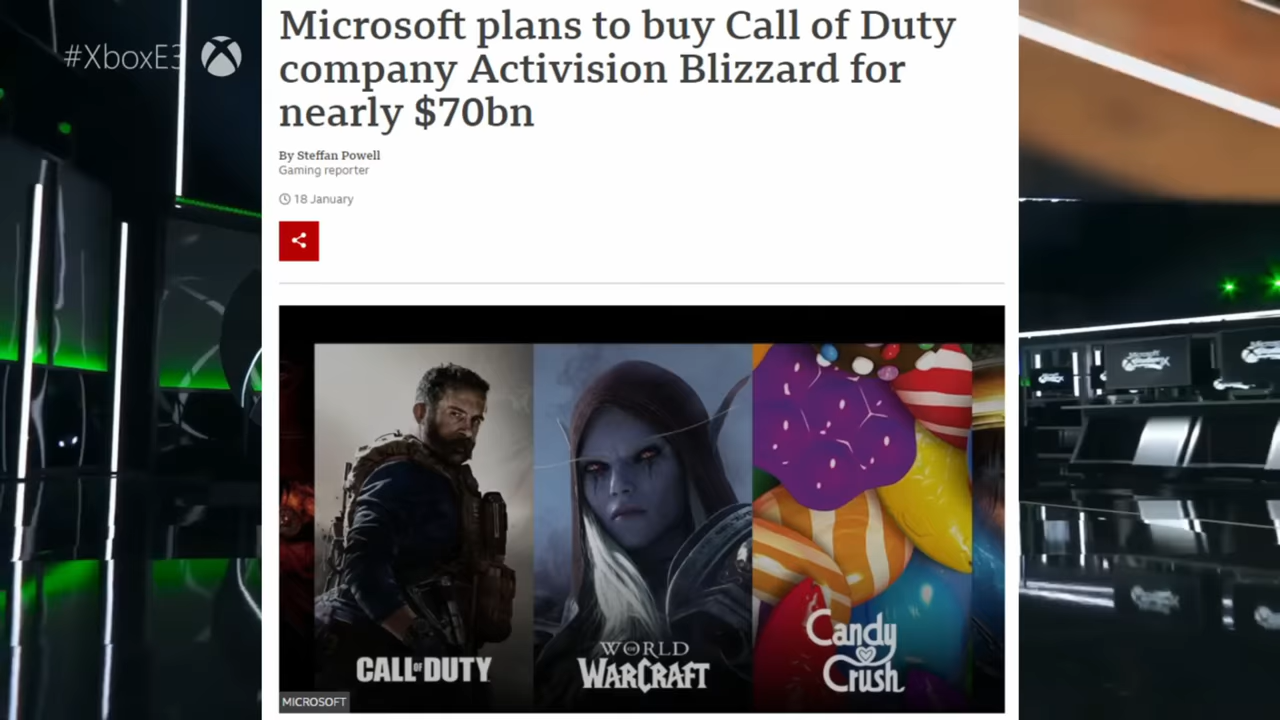 Microsoft plans to buy Call of Duty
company Activision Blizzard for
nearly $70bn
#XboxE3
By Steffan Powell
Gaming reporter
18 January
CALL OF DUTY
WORLD OF
WARCRAFT
Candy
Crush
MICROSOFT